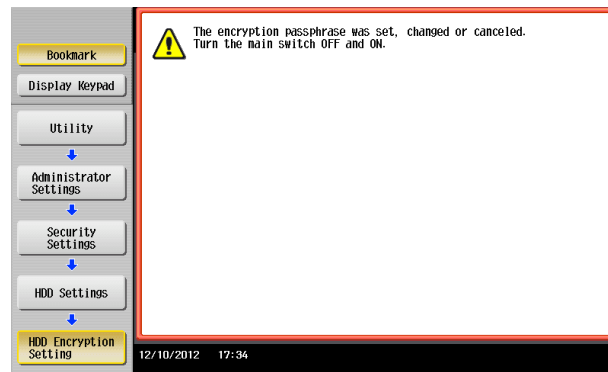 Bookmark
Display Keypad
Utility
Administrator
Settings
Security
Settings
HDD Settings
HDD Encryption
Setting
The encryption passphrase was set, changed or canceled.
Turn the main switch OFF and ON.
12/10/2012 17:34